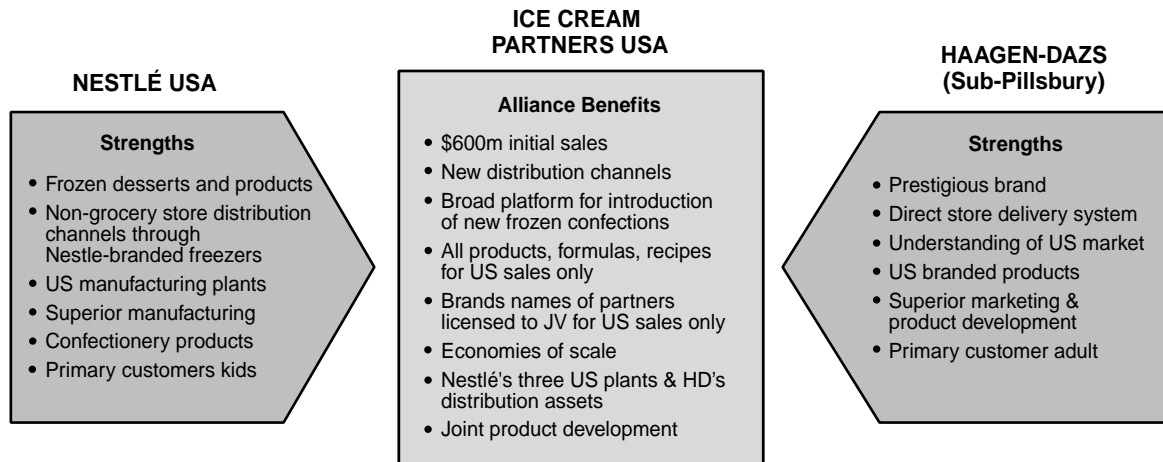 NESTLÉ USA
Strengths
• Frozen desserts and products
• Non-grocery store distribution
channels through
Nestle-branded freezers
• US manufacturing plants
• Superior manufacturing
• Confectionery products
• Primary customers kids
ICE CREAM
PARTNERS USA
Alliance Benefits
• $600m initial sales
• New distribution channels
• Broad platform for introduction
of new frozen confections
• All products, formulas, recipes
for US sales only
• Brands names of partners
licensed to JV for US sales only
• Economies of scale
• Nestlé's three US plants & HD's
distribution assets
• Joint product development
HAAGEN-DAZS
(Sub-Pillsbury)
Strengths
• Prestigious brand
• Direct store delivery system
• Understanding of US market
• US branded products
• Superior marketing &
product development
• Primary customer adult